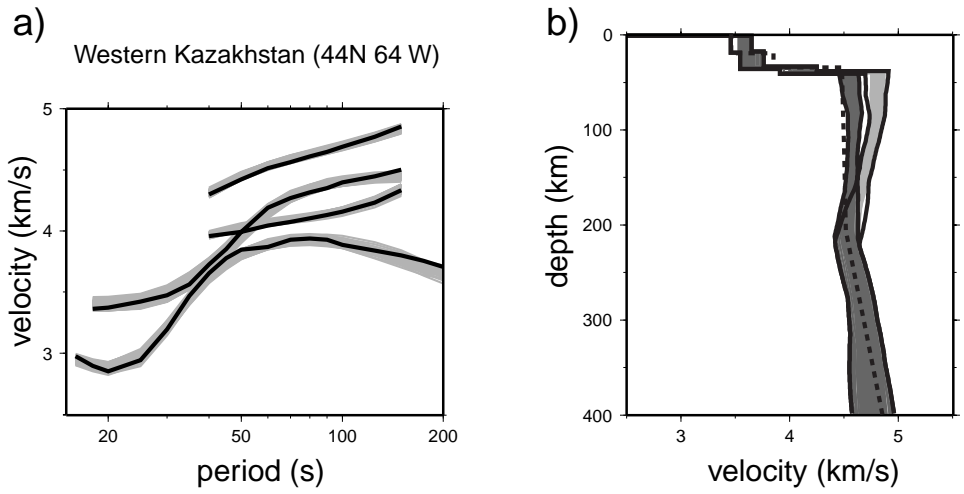 a)
Western Kazakhstan (44N 64 W)
velocity (km/s)
5
4
3
20
50
100
200
period (s)
b)
depth (km)
0
100
200
300
400
3
4
5
velocity (km/s)